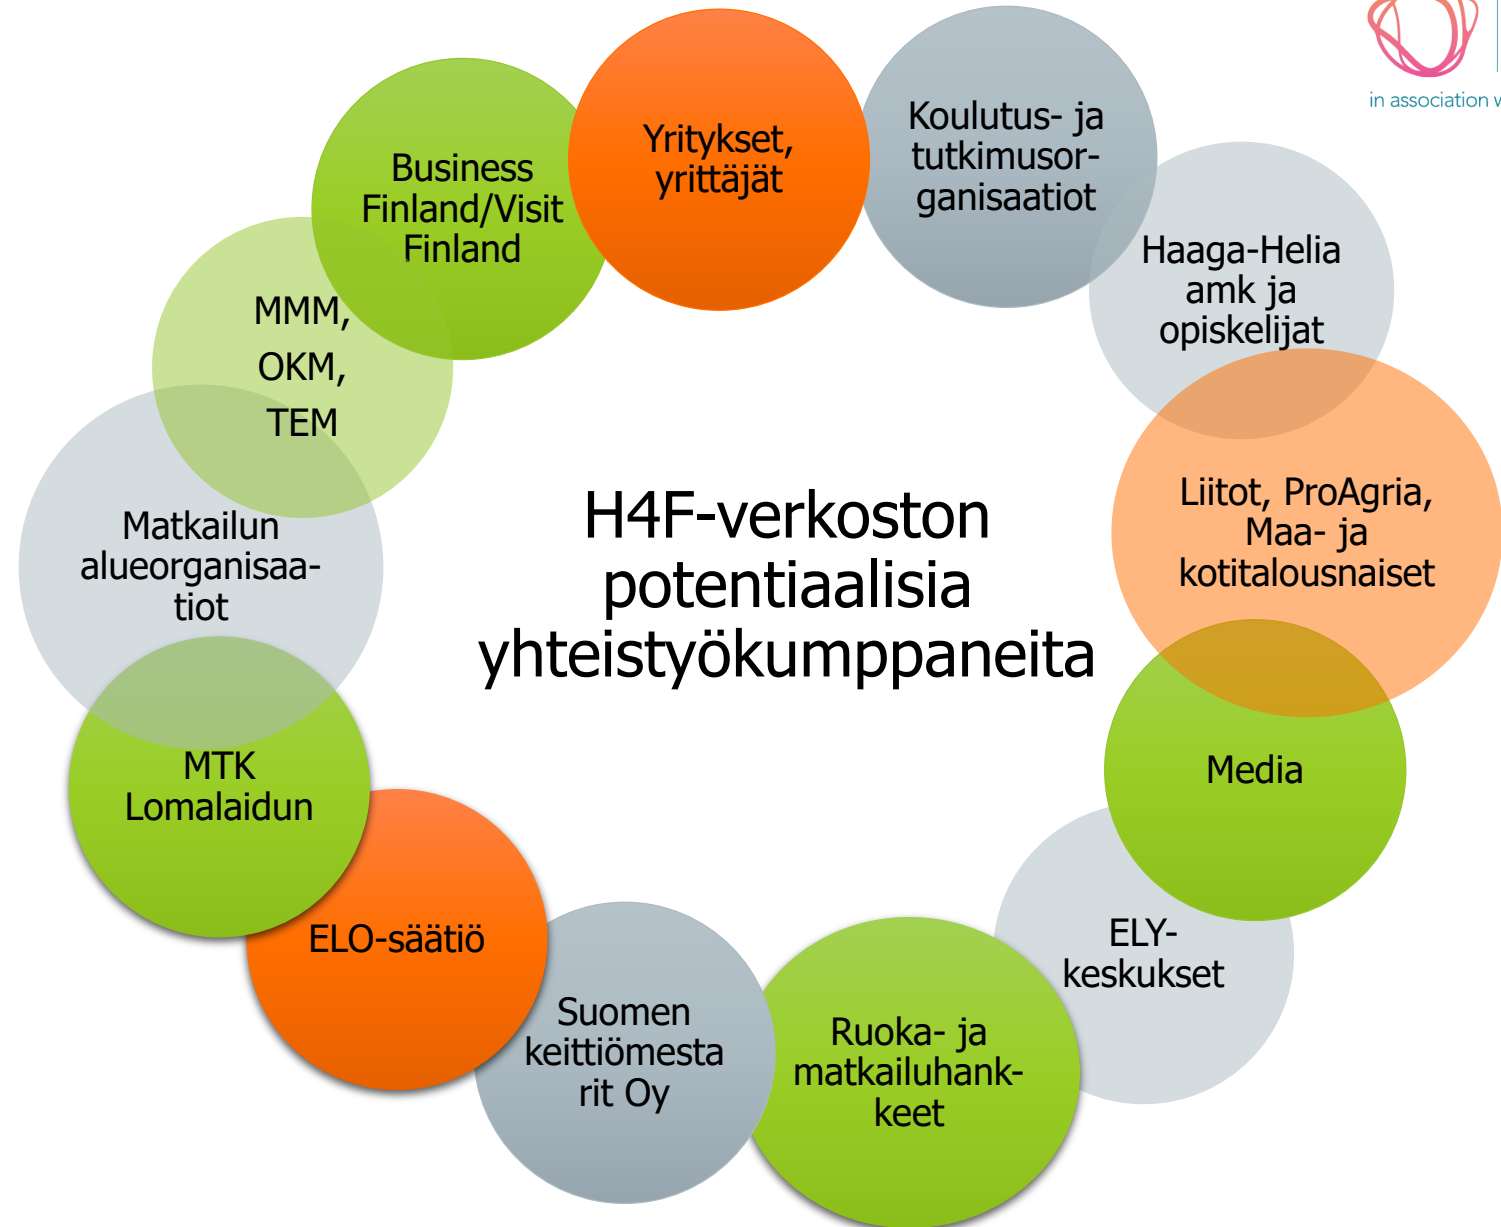 in association
Yritykset,
yrittäjät
Koulutus- ja
tutkimusor-
ganisaatiot
Haaga-Helia
amk ja
opiskelijat
Liitot, ProAgria,
Maa- ja
kotitalousnaiset
Media
ELY-
keskukset
Ruoka- ja
matkailuhank-
keet
Suomen
keittiömesta
rit Oy
ELO-säätiö
MTK
Lomalaidun
Matkailun
alueorganisaa-
tiot
MMM,
OKM,
TEM
Business
Finland/Visit
Finland
H4F-verkoston
potentiaalisia
yhteistyökumppaneita